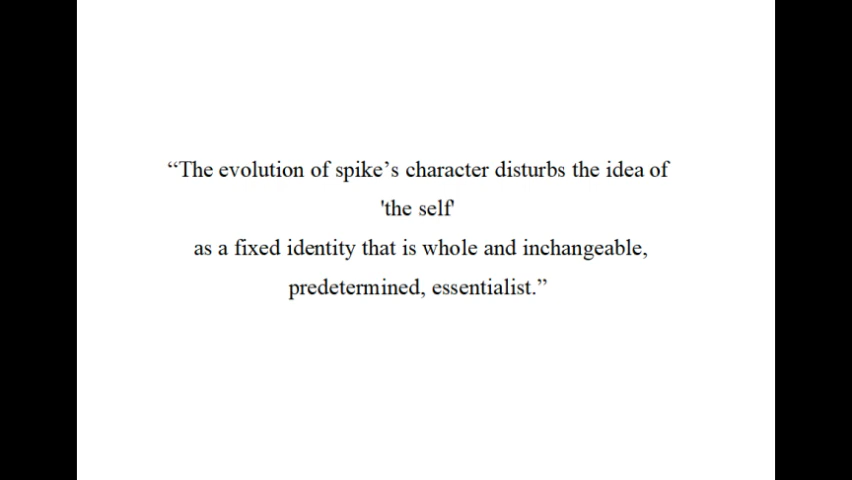 “The evolution of spike’s character disturbs the idea of
'the self'
as a fixed identity that is whole and inchangeable,
predetermined, essentialist.”